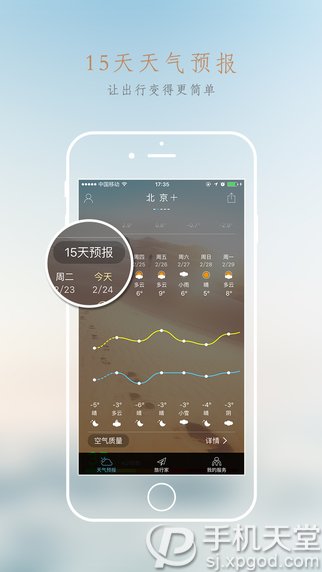 15天天气预报
让出行变得更简单
中国移动 17:35
北京+
15天预报
周二 今天 周四 周五 周六 周日 周一
2/23 2/24 2/25 2/26 2/27 2/28 2/29
多云 多云 小雨 晴 多云
6° 9° 8° 9°
-5° -3° -6° -3° -3° -4° -3°
晴 多云 晴 晴 小雪 晴 阴
空气质量 详情 >
天气预报 旅行家 我的服务
手机天堂
sj.xpgod.com